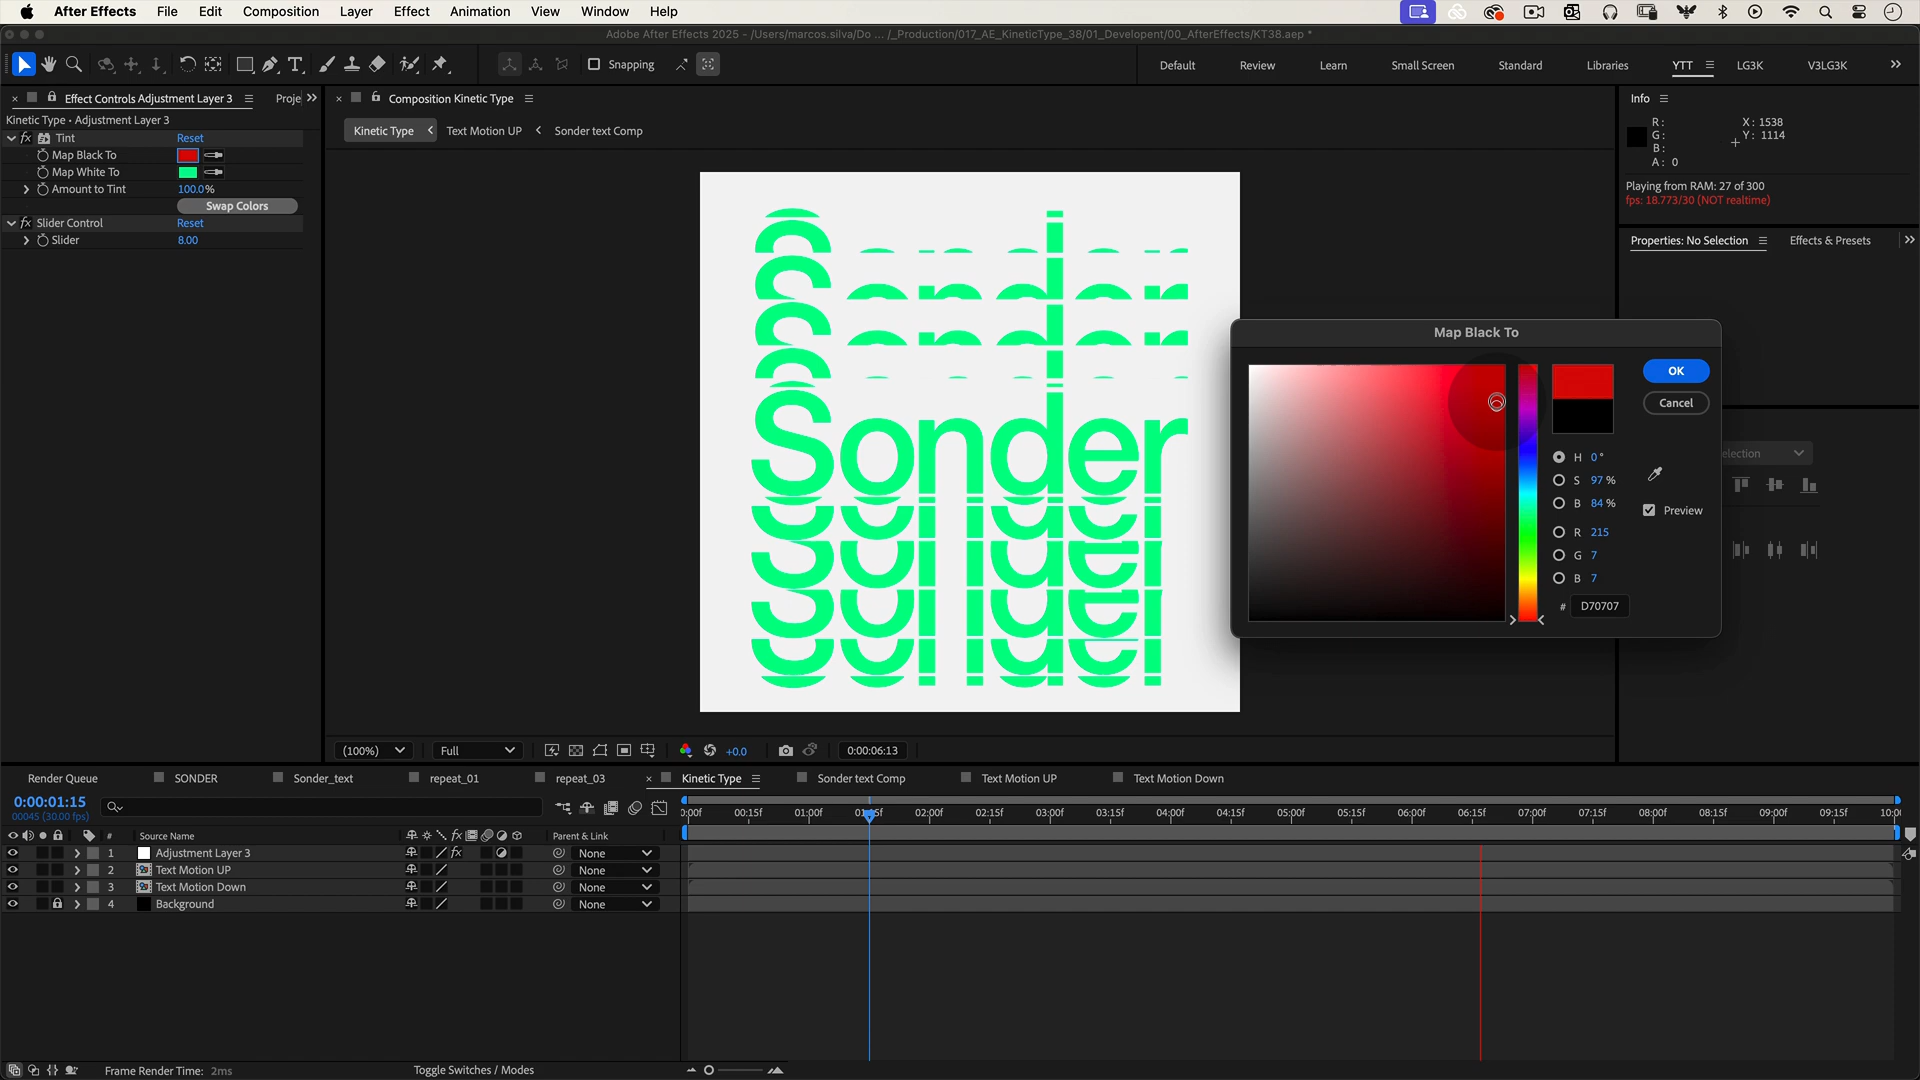 After Effects File Edit Composition Layer Effect Animation View Window Help
Adobe After Effects 2025 - /Users/marcos.silva/Do ... /_Production/017_AE_KineticType_38/01_Developent/00_AfterEffects/KT38.aep *
Snapping
Default Review Learn Small Screen Standard Libraries YTT LG3K V3LG3K
Effect Controls Adjustment Layer 3 Proje
Kinetic Type • Adjustment Layer 3
fx Tint Reset
Map Black To
Map White To
Amount to Tint 100.0%
Swap Colors
fx Slider Control Reset
Slider 8.00
Composition Kinetic Type
Kinetic Type Text Motion UP Sonder text Comp
Sonder
(100%) Full +0.0 0:00:06:13
Info
R: X: 1538
G: Y: 1114
B:
A: 0
Playing from RAM: 27 of 300
fps: 18.773/30 (NOT realtime)
Properties: No Selection Effects & Presets
election
Map Black To
OK
Cancel
H 0°
S 97 %
B 84 %
Preview
R 215
G 7
B 7
# D70707
Render Queue SONDER Sonder_text repeat_01 repeat_03 Kinetic Type Sonder text Comp Text Motion UP Text Motion Down
0:00:01:15
00045 (30.00 fps)
00:15f 01:00f 02:00f 02:15f 03:00f 03:15f 04:00f 04:15f 05:00f 05:15f 06:00f 06:15f 07:00f 07:15f 08:00f 08:15f 09:00f 09:15f
# Source Name fx Parent & Link
1 Adjustment Layer 3 fx None
2 Text Motion UP None
3 Text Motion Down None
4 Background None
Frame Render Time: 2ms Toggle Switches / Modes